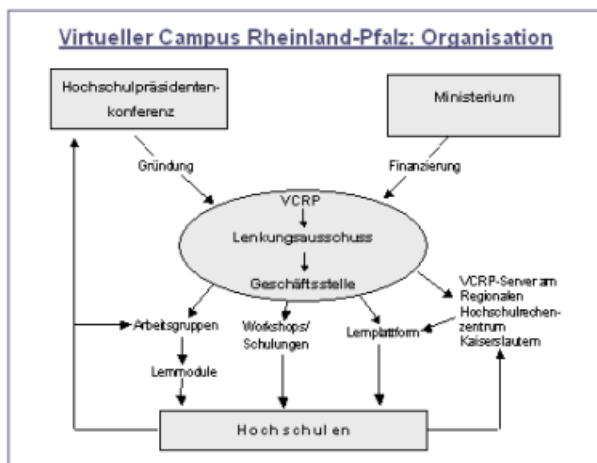 Virtueller Campus Rheinland-Pfalz: Organisation
Hochschulpräsidenten-
konferenz
Ministerium
Gründung
Finanzierung
VCRP
Lenkungsausschuss
Geschäftsstelle
Arbeitsgruppen
Workshops/
Schulungen
Lernplattform
VCRP-Server am
Regionalen
Hochschulrechen-
zentrum
Kaiserslautern
Lernmodule
Hochschulen